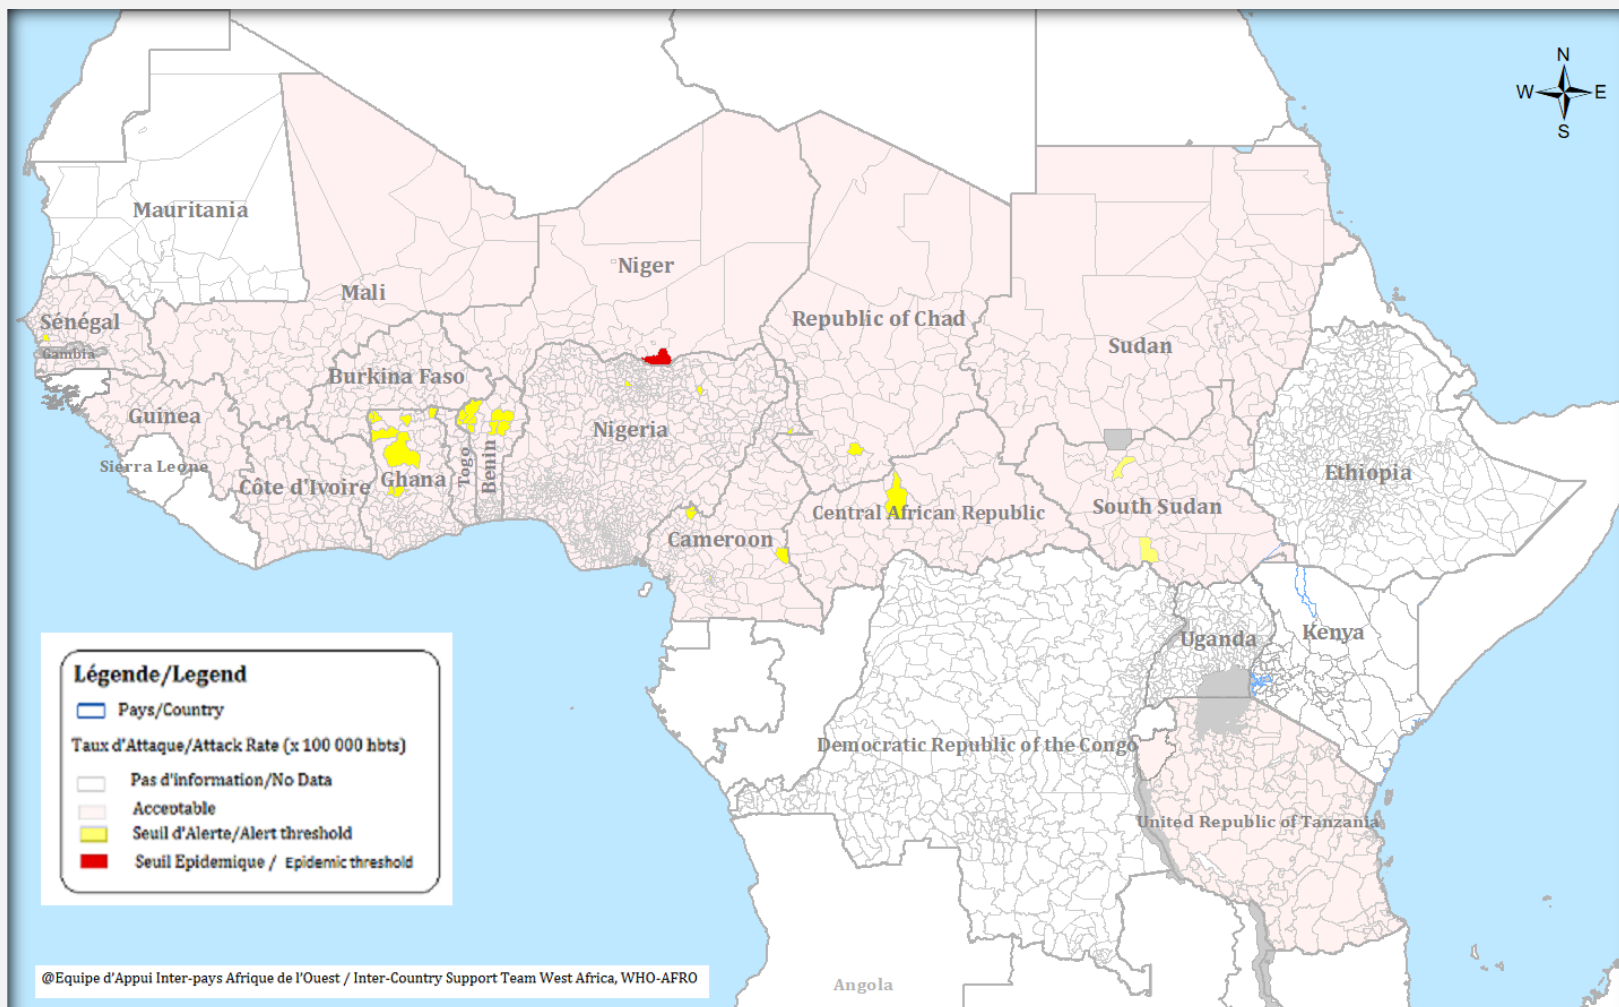 N
W E
S
Mauritania
Niger
Mali
Republic of Chad
Sénégal
Sudan
Gambia
Burkina Faso
Guinea
Nigeria
Sierra Leone
Togo
Benin
Ethiopia
Côte d'Ivoire
Ghana
South Sudan
Central African Republic
Cameroon
Uganda
Kenya
Democratic Republic of the Congo
United Republic of Tanzania
Angola
Légende/Legend
Pays/Country
Taux d'Attaque/Attack Rate (x 100 000 hbts)
Pas d'information/No Data
Acceptable
Seuil d'Alerte/Alert threshold
Seuil Epidemique / Epidemic threshold
@Equipe d'Appui Inter-pays Afrique de l'Ouest / Inter-Country Support Team West Africa, WHO-AFRO